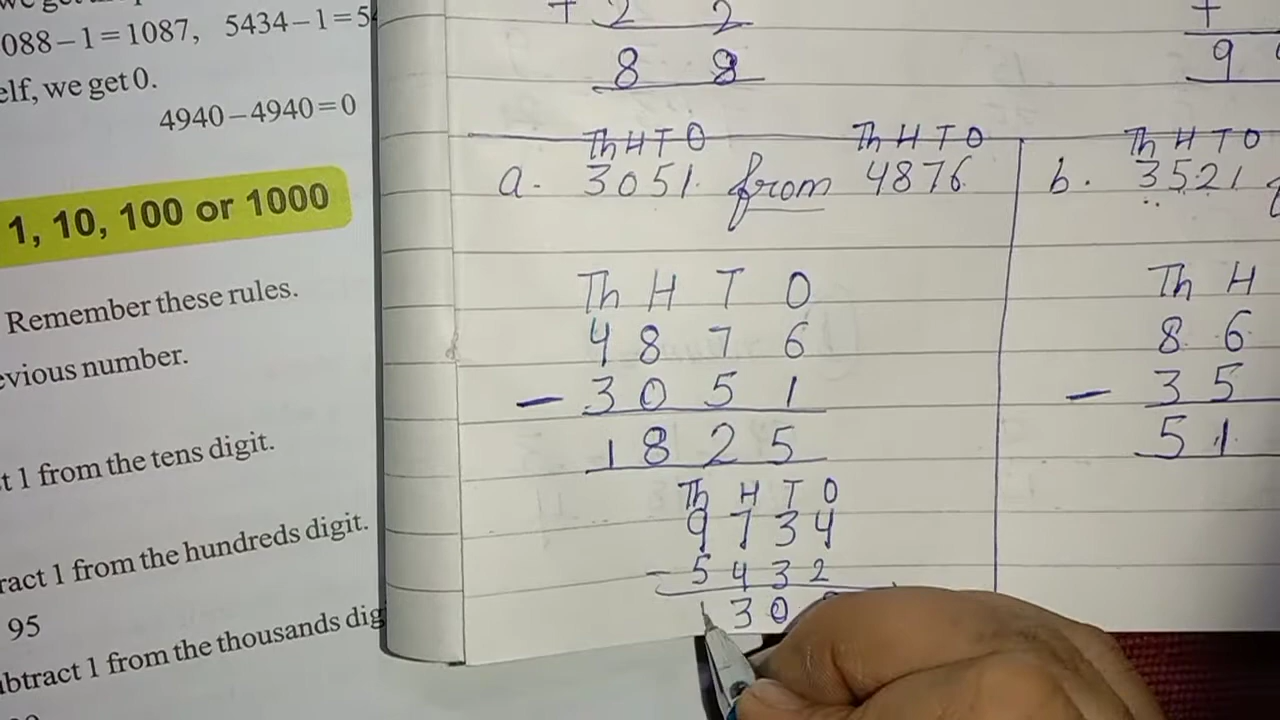 088–1=1087, 5434–1=5
elf, we get 0.
4940–4940=0
1, 10, 100 or 1000
Remember these rules.
evious number.
t 1 from the tens digit.
ract 1 from the hundreds digit.
95
ubtract 1 from the thousands dig
+ 2 2
8 8
+
9
Th H T O Th H T O
a. 3051 from 4876
Th H T O
4 8 7 6
– 3 0 5 1
1 8 2 5
Th H T O
9 7 3 4
– 5 4 3 2
1 3 0
Th H T O
b. 3521
Th H
8 6
– 3 5
5 1